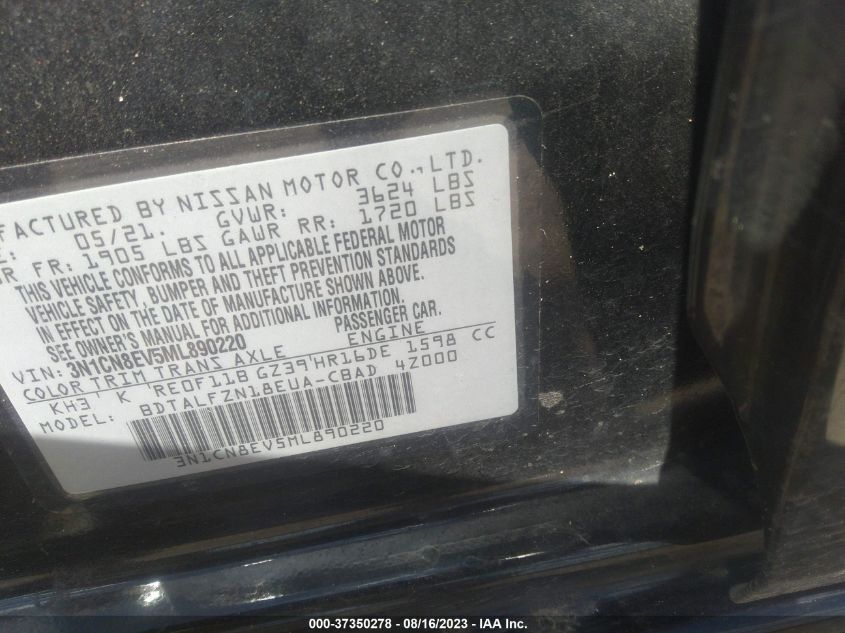 FACTURED BY NISSAN MOTOR CO., LTD.
E: 05/21. GVWR: 3624 LBS
R FR: 1905 LBS GAWR RR: 1720 LBS
THIS VEHICLE CONFORMS TO ALL APPLICABLE FEDERAL MOTOR
VEHICLE SAFETY, BUMPER AND THEFT PREVENTION STANDARDS
IN EFFECT ON THE DATE OF MANUFACTURE SHOWN ABOVE.
SEE OWNER'S MANUAL FOR ADDITIONAL INFORMATION.
VIN: 3N1CN8EV5ML890220 PASSENGER CAR.
COLOR TRIM TRANS AXLE ENGINE
KH3 K RE0F11B GZ39 HR16DE 1598 CC
MODEL: BDTALFZN18EUA-CBAD 4Z000
3N1CN8EV5ML890220
000-37350278 - 08/16/2023 - IAA Inc.